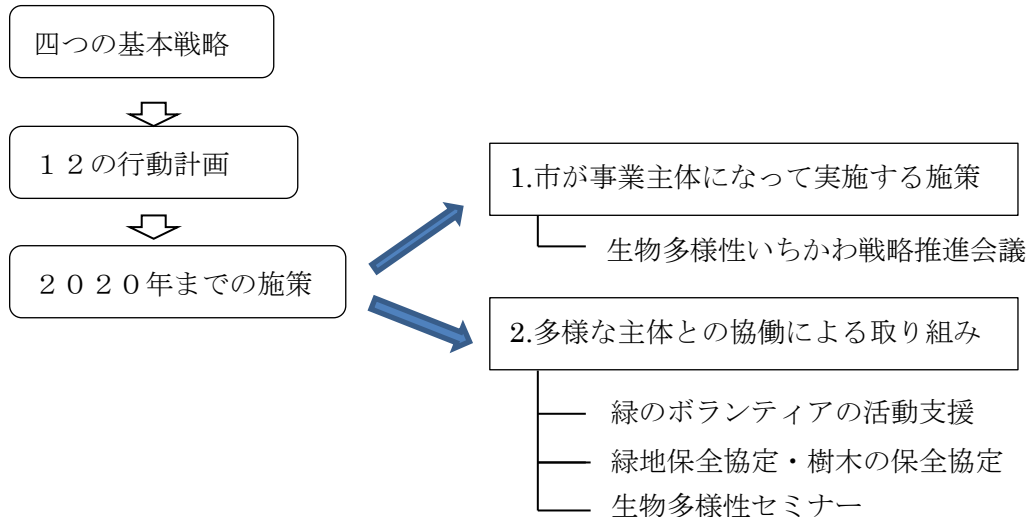 四つの基本戦略
１２の行動計画
２０２０年までの施策
1.市が事業主体になって実施する施策
生物多様性いちかわ戦略推進会議
2.多様な主体との協働による取り組み
緑のボランティアの活動支援
緑地保全協定・樹木の保全協定
生物多様性セミナー